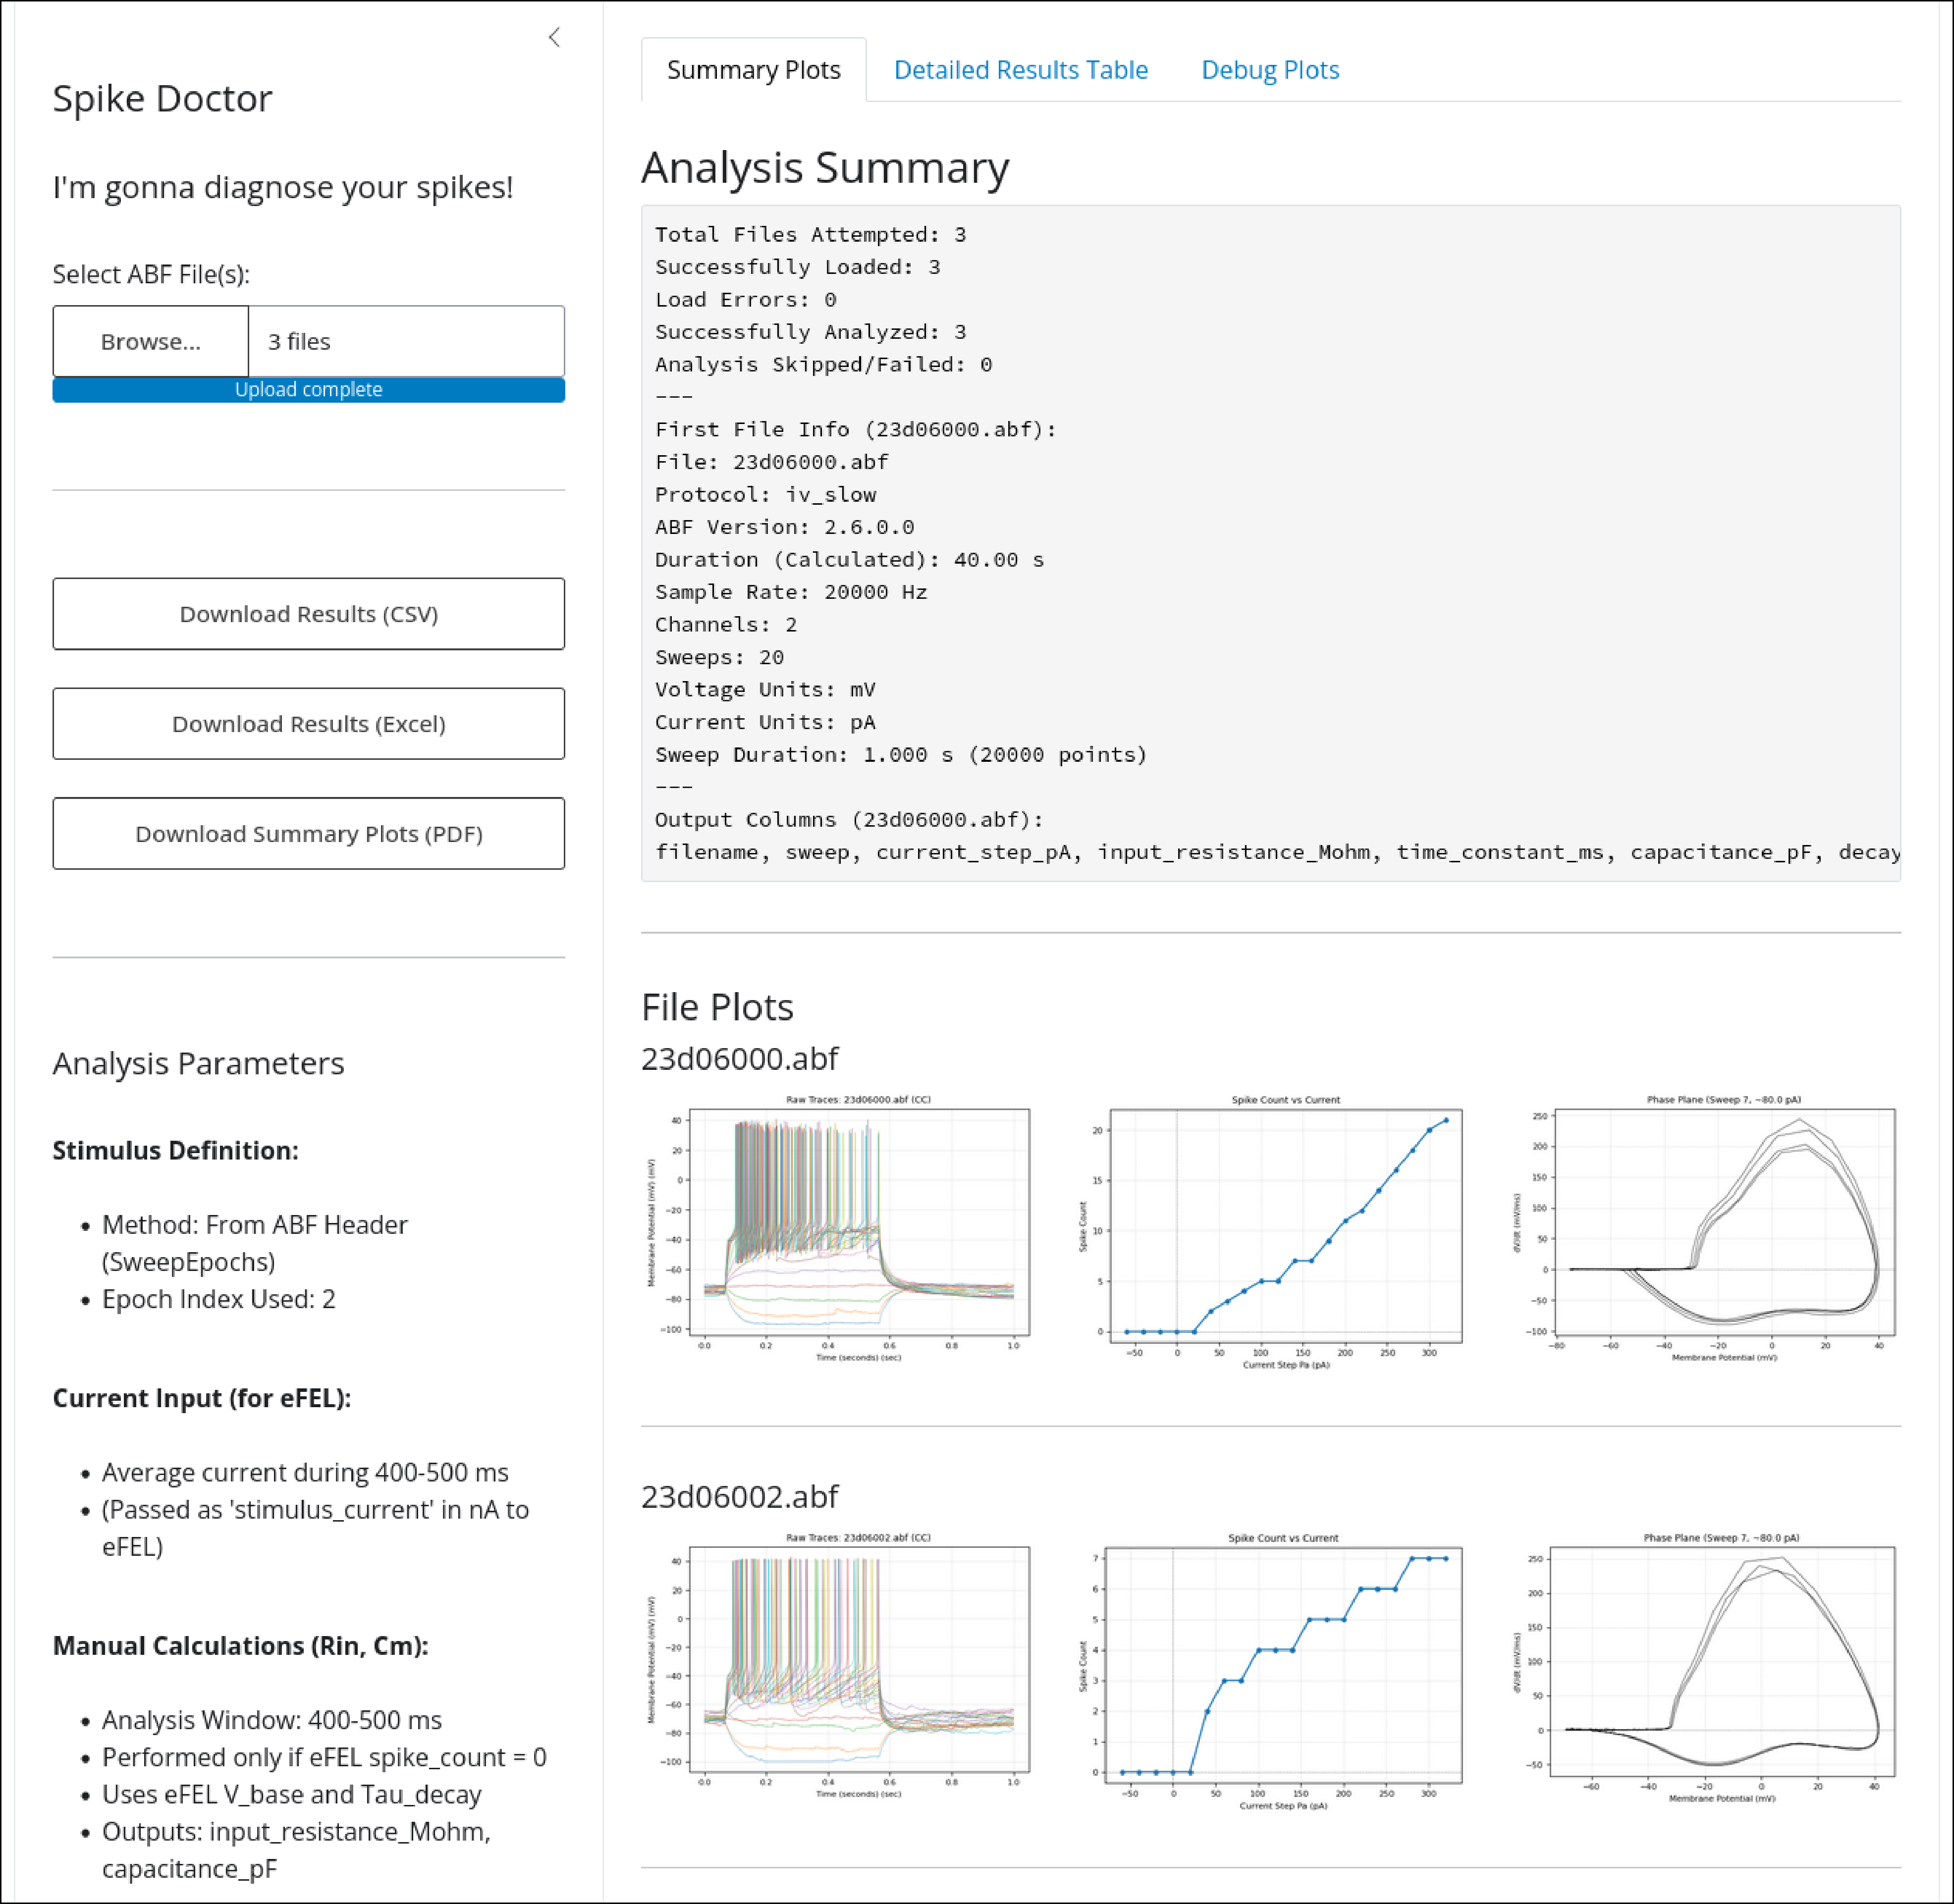 Spike Doctor
I'm gonna diagnose your spikes!
Select ABF File(s):
Browse... 3 files
Upload complete
Download Results (CSV)
Download Results (Excel)
Download Summary Plots (PDF)
Analysis Parameters
Stimulus Definition:
• Method: From ABF Header
(SweepEpochs)
• Epoch Index Used: 2
Current Input (for eFEL):
• Average current during 400-500 ms
• (Passed as 'stimulus_current' in nA to
eFEL)
Manual Calculations (Rin, Cm):
• Analysis Window: 400-500 ms
• Performed only if eFEL spike_count = 0
• Uses eFEL V_base and Tau_decay
• Outputs: input_resistance_Mohm,
capacitance_pF
Summary Plots Detailed Results Table Debug Plots
Analysis Summary
Total Files Attempted: 3
Successfully Loaded: 3
Load Errors: 0
Successfully Analyzed: 3
Analysis Skipped/Failed: 0
---
First File Info (23d06000.abf):
File: 23d06000.abf
Protocol: iv_slow
ABF Version: 2.6.0.0
Duration (Calculated): 40.00 s
Sample Rate: 20000 Hz
Channels: 2
Sweeps: 20
Voltage Units: mV
Current Units: pA
Sweep Duration: 1.000 s (20000 points)
---
Output Columns (23d06000.abf):
filename, sweep, current_step_pA, input_resistance_Mohm, time_constant_ms, capacitance_pF, decay
File Plots
23d06000.abf
Raw Traces: 23d06000.abf (CC)
Membrane Potential (mV) (mV)
40
20
0
−20
−40
−60
−80
−100
0.0 0.2 0.4 0.6 0.8 1.0
Time (seconds) (sec)
Spike Count vs Current
Spike Count
20
15
10
5
0
−50 0 50 100 150 200 250 300
Current Step Pa (pA)
Phase Plane (Sweep 7, ~80.0 pA)
dV/dt (mV/ms)
250
200
150
100
50
0
−50
−100
−80 −60 −40 −20 0 20 40
Membrane Potential (mV)
23d06002.abf
Raw Traces: 23d06002.abf (CC)
Membrane Potential (mV) (mV)
40
20
0
−20
−40
−60
−80
−100
0.0 0.2 0.4 0.6 0.8 1.0
Time (seconds) (sec)
Spike Count vs Current
Spike Count
7
6
5
4
3
2
1
0
−50 0 50 100 150 200 250 300
Current Step Pa (pA)
Phase Plane (Sweep 7, ~80.0 pA)
dV/dt (mV/ms)
250
200
150
100
50
0
−50
−60 −40 −20 0 20 40
Membrane Potential (mV)